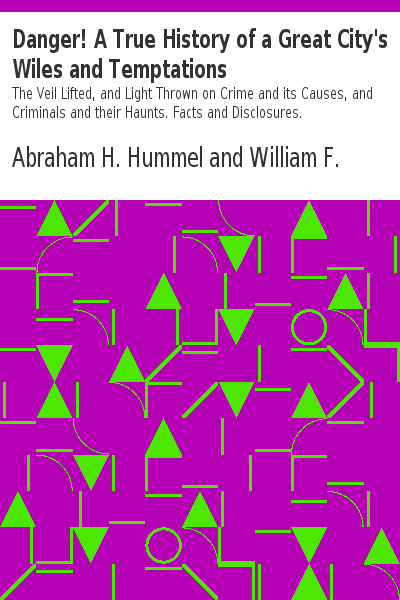 Danger! A True History of a Great City's
Wiles and Temptations
The Veil Lifted, and Light Thrown on Crime and its Causes, and
Criminals and their Haunts. Facts and Disclosures.
Abraham H. Hummel and William F.